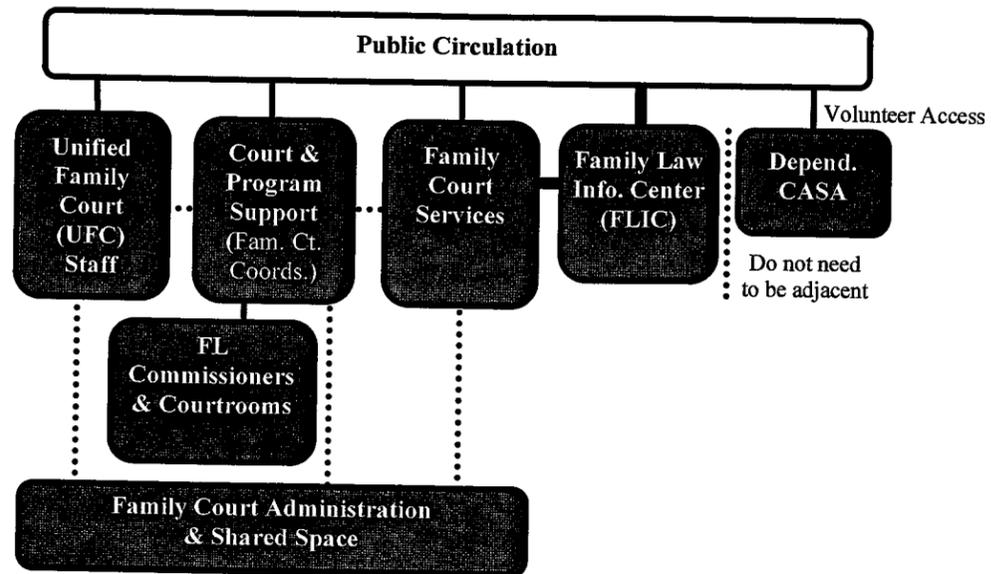 Public Circulation
Volunteer Access
Unified
Family
Court
(UFC)
Staff
Court &
Program
Support
(Fam. Ct.
Coords.)
Family
Court
Services
Family Law
Info. Center
(FLIC)
Depend.
CASA
Do not need
to be adjacent
FL
Commissioners
& Courtrooms
Family Court Administration
& Shared Space